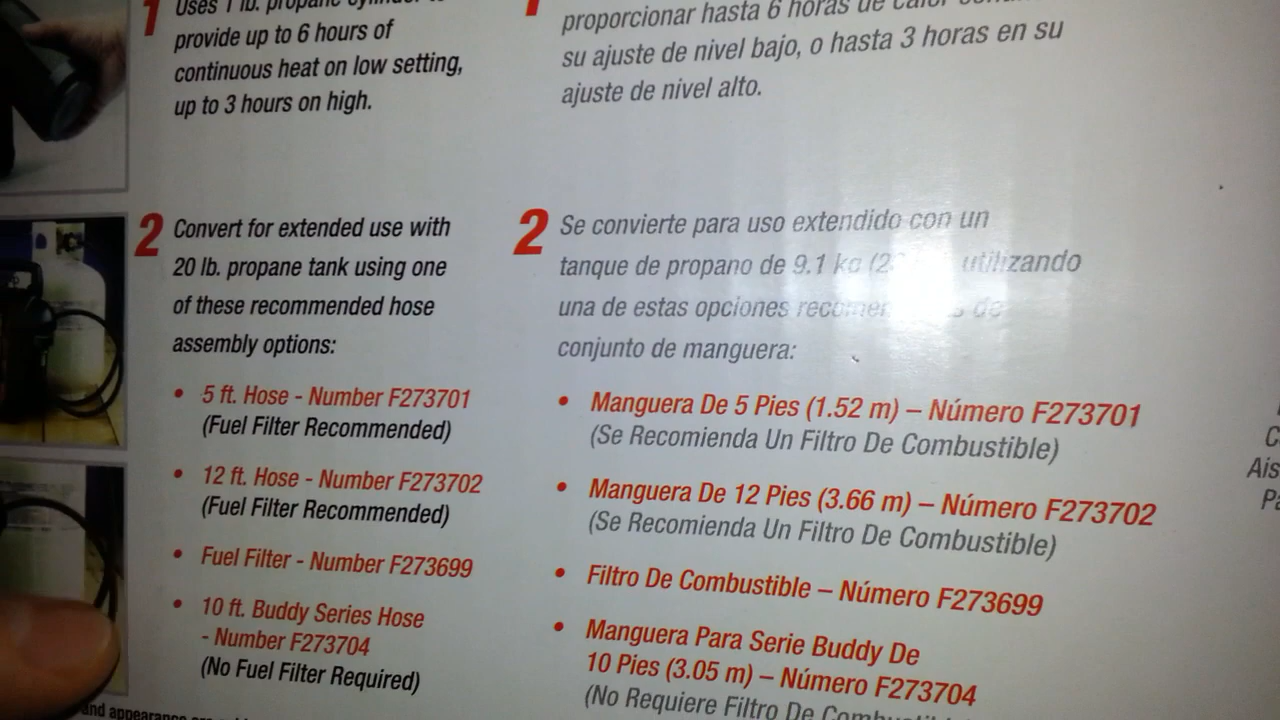 1 Uses 1 lb. propane cylinder to
provide up to 6 hours of
continuous heat on low setting,
up to 3 hours on high.
2 Convert for extended use with
20 lb. propane tank using one
of these recommended hose
assembly options:
• 5 ft. Hose - Number F273701
(Fuel Filter Recommended)
• 12 ft. Hose - Number F273702
(Fuel Filter Recommended)
• Fuel Filter - Number F273699
• 10 ft. Buddy Series Hose
- Number F273704
(No Fuel Filter Required)
and appearance
1
proporcionar hasta 6 horas de calor
su ajuste de nivel bajo, o hasta 3 horas en su
ajuste de nivel alto.
2 Se convierte para uso extendido con un
tanque de propano de 9.1 kg utilizando
una de estas opciones de
conjunto de manguera:
• Manguera De 5 Pies (1.52 m) – Número F273701
(Se Recomienda Un Filtro De Combustible)
• Manguera De 12 Pies (3.66 m) – Número F273702
(Se Recomienda Un Filtro De Combustible)
• Filtro De Combustible – Número F273699
• Manguera Para Serie Buddy De
10 Pies (3.05 m) – Número F273704
(No Requiere Filtro De